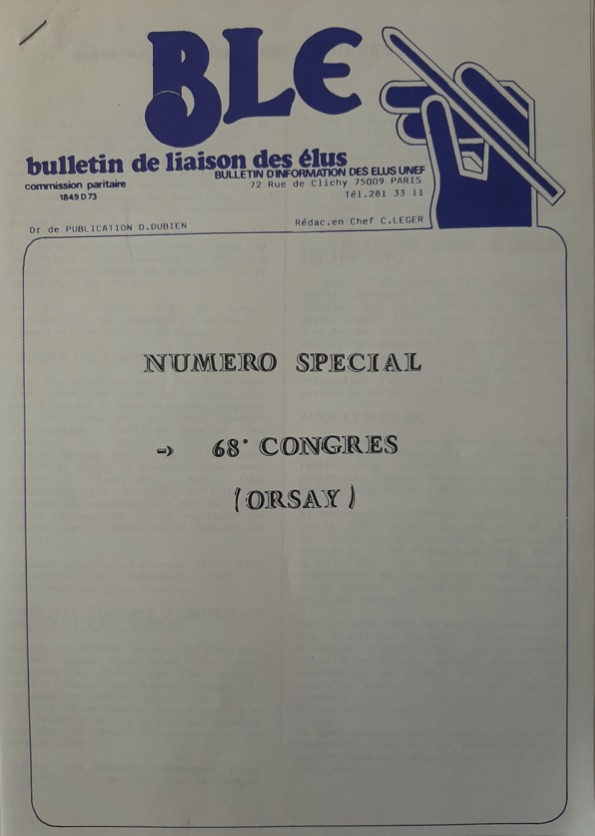 BLE
bulletin de liaison des élus
BULLETIN D'INFORMATION DES ELUS UNEF
commission paritaire
72 Rue de Clichy 75009 PARIS
1849 D 73
Tél.281 33 11
Dr de PUBLICATION D.DUBIEN
Rédac.en Chef C.LEGER
NUMERO SPECIAL
-> 68° CONGRES
(ORSAY)